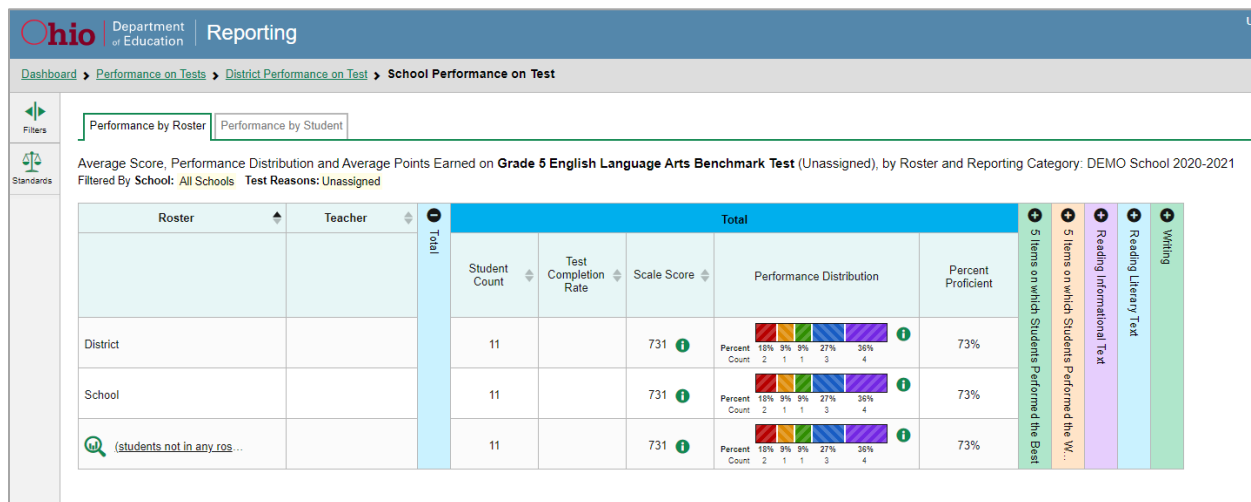 Ohio Department of Education Reporting
U
Dashboard Performance on Tests District Performance on Test School Performance on Test
Filters
Standards
Performance by Roster Performance by Student
Average Score, Performance Distribution and Average Points Earned on Grade 5 English Language Arts Benchmark Test (Unassigned), by Roster and Reporting Category: DEMO School 2020-2021
Filtered By School: All Schools Test Reasons: Unassigned
Roster Teacher Total Total
Student Count Test Completion Rate Scale Score Performance Distribution Percent Proficient
5 Items on which Students Performed the Best
5 Items on which Students Performed the W...
Reading Informational Text
Reading Literary Text
Writing
District 11 731 73%
Percent 18% 9% 9% 27% 36%
Count 2 1 1 3 4
School 11 731 73%
Percent 18% 9% 9% 27% 36%
Count 2 1 1 3 4
(students not in any ros... 11 731 73%
Percent 18% 9% 9% 27% 36%
Count 2 1 1 3 4